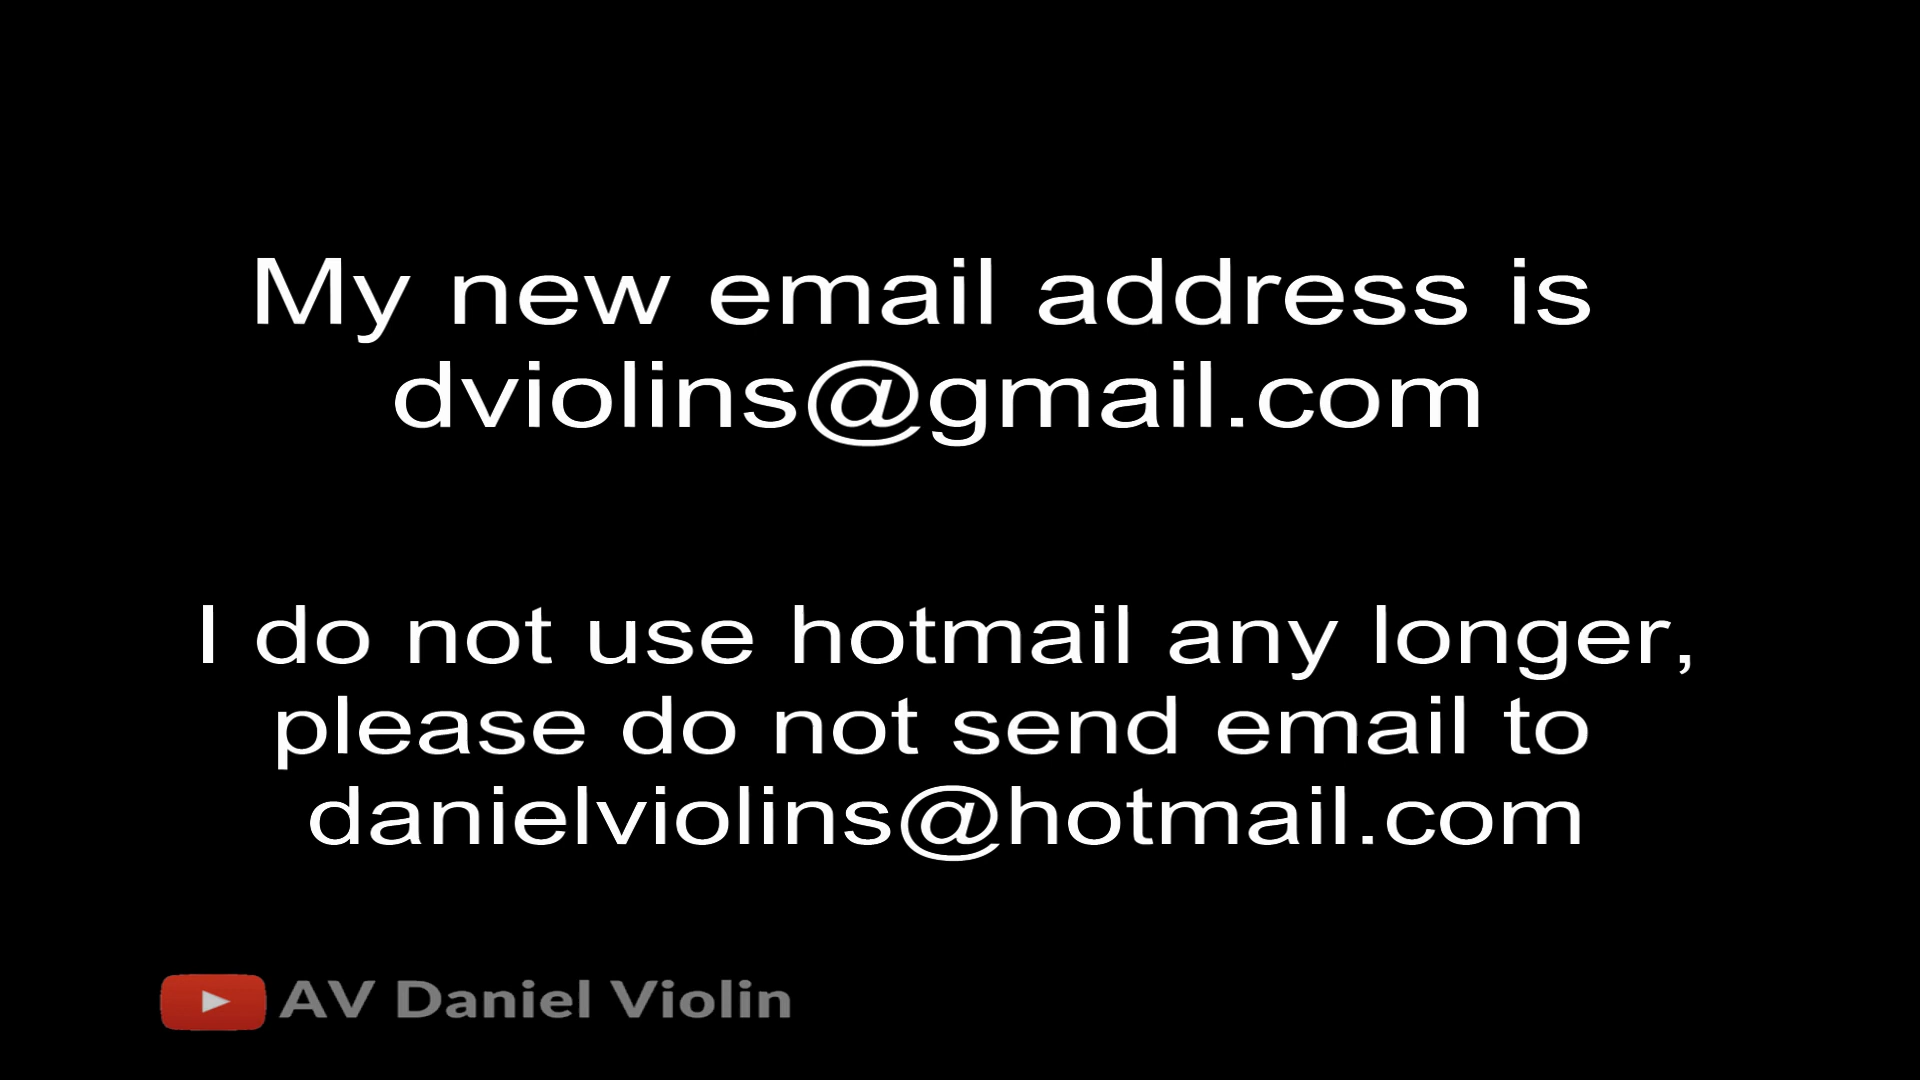 My new email address is
dviolins@gmail.com
I do not use hotmail any longer,
please do not send email to
danielviolins@hotmail.com
AV Daniel Violin